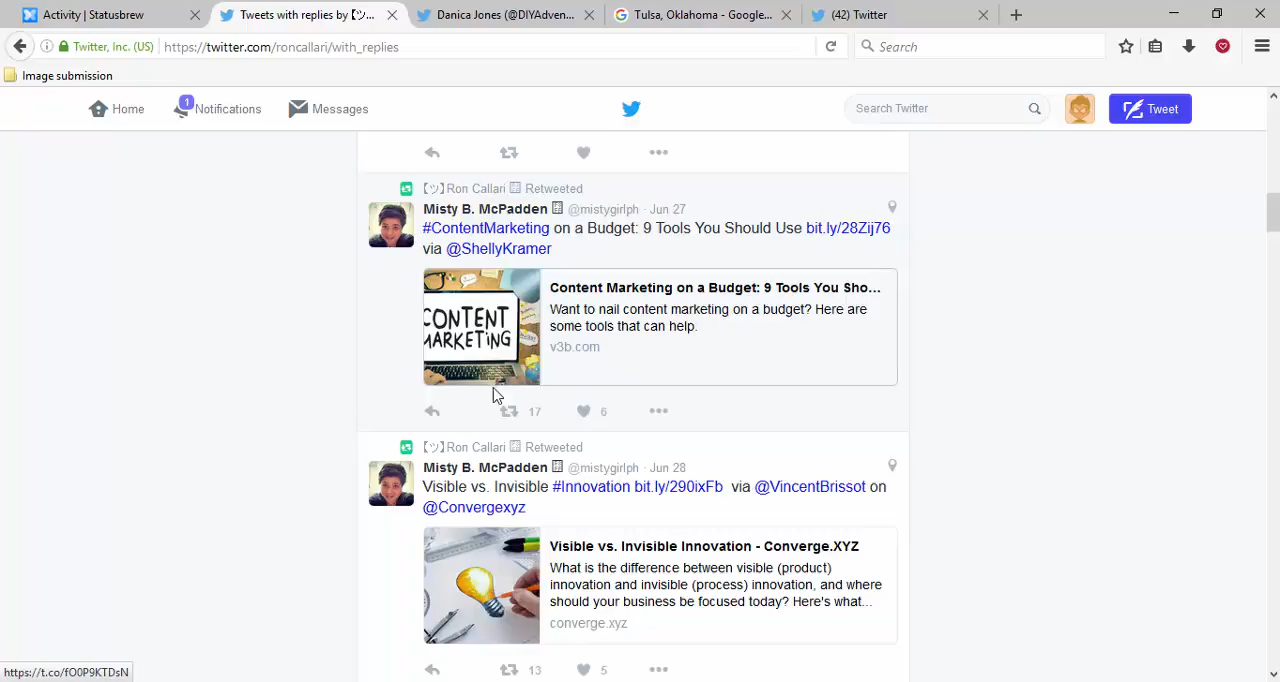 Activity | Statusbrew
Tweets with replies by 【ツ...
Danica Jones (@DIYAdven...
Tulsa, Oklahoma - Google...
(42) Twitter
Twitter, Inc. (US)
https://twitter.com/roncallari/with_replies
Search
Image submission
Home
1
Notifications
Messages
Search Twitter
Tweet
【ツ】Ron Callari Retweeted
Misty B. McPadden @mistygirlph · Jun 27
#ContentMarketing on a Budget: 9 Tools You Should Use bit.ly/28Zij76
via @ShellyKramer
CONTENT
MARKETING
Content Marketing on a Budget: 9 Tools You Sho...
Want to nail content marketing on a budget? Here are
some tools that can help.
v3b.com
17
6
【ツ】Ron Callari Retweeted
Misty B. McPadden @mistygirlph · Jun 28
Visible vs. Invisible #Innovation bit.ly/290ixFb via @VincentBrissot on
@Convergexyz
Visible vs. Invisible Innovation - Converge.XYZ
What is the difference between visible (product)
innovation and invisible (process) innovation, and where
should your business be focused today? Here's what...
converge.xyz
13
5
https://t.co/fO0P9KTDsN